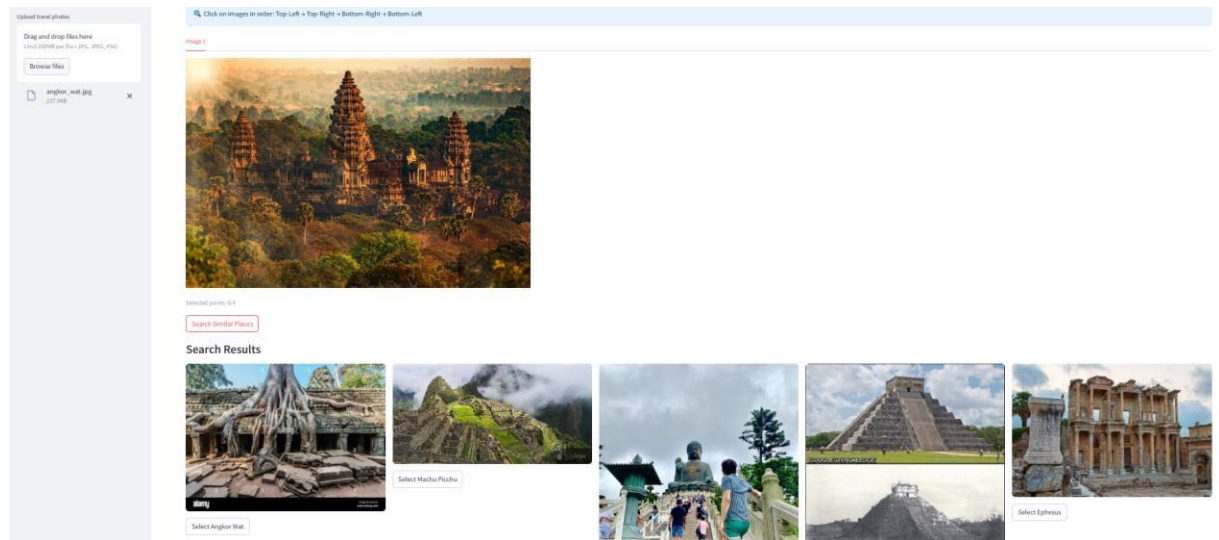 Upload travel photos
Drag and drop files here
Limit 200MB per file • JPG, JPEG, PNG
Browse files
angkor_wat.jpg
Click on images in order: Top-Left → Top-Right → Bottom-Right → Bottom-Left
Image 1
Selected points: 0/4
Search Similar Places
Search Results
alamy
Select Angkor Wat
Select Machu Picchu
Select Ephesus